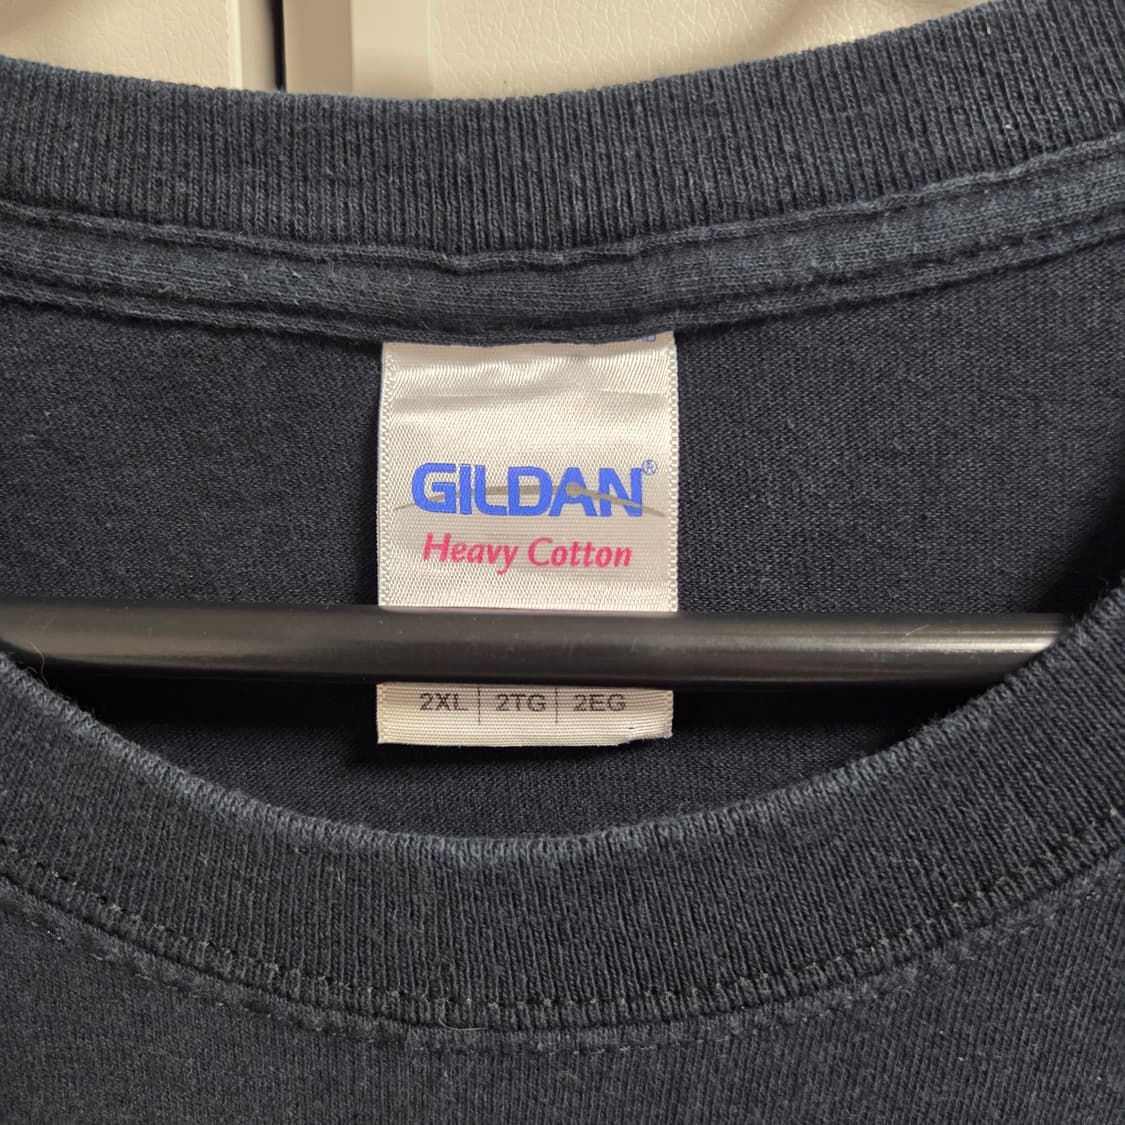 GILDAN®
Heavy Cotton
2XL | 2TG | 2EG